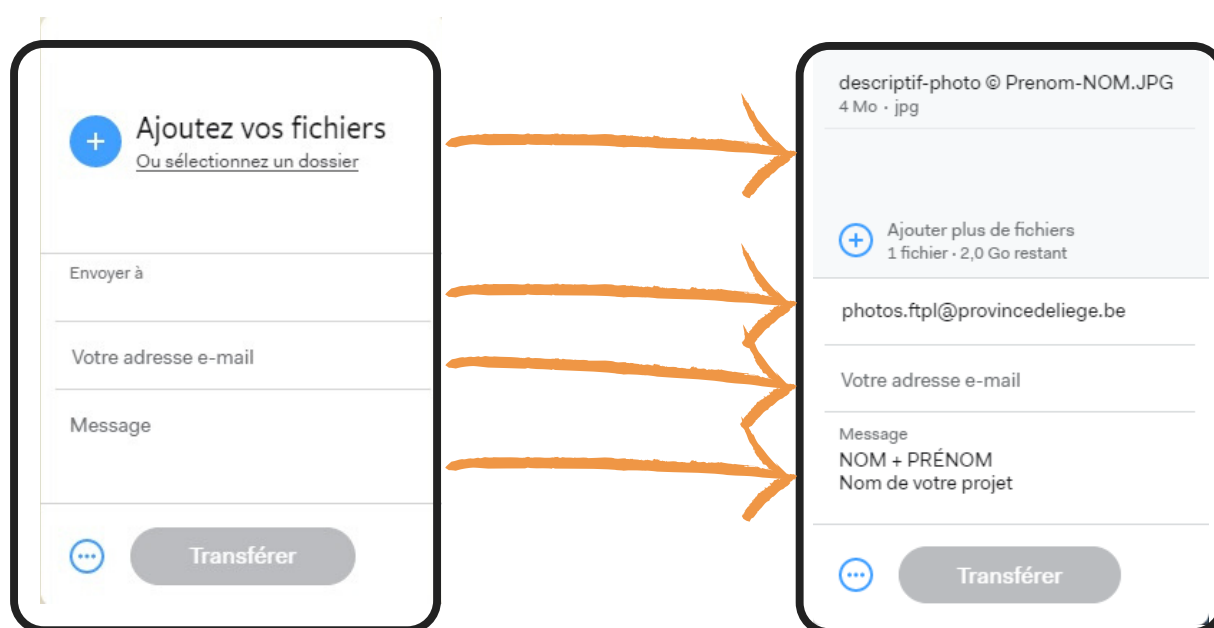 Ajoutez vos fichiers
Ou sélectionnez un dossier
Envoyer à
Votre adresse e-mail
Message
Transférer
descriptif-photo © Prenom-NOM.JPG
4 Mo · jpg
Ajouter plus de fichiers
1 fichier · 2,0 Go restant
photos.ftpl@provincedeliege.be
Votre adresse e-mail
Message
NOM + PRÉNOM
Nom de votre projet
Transférer